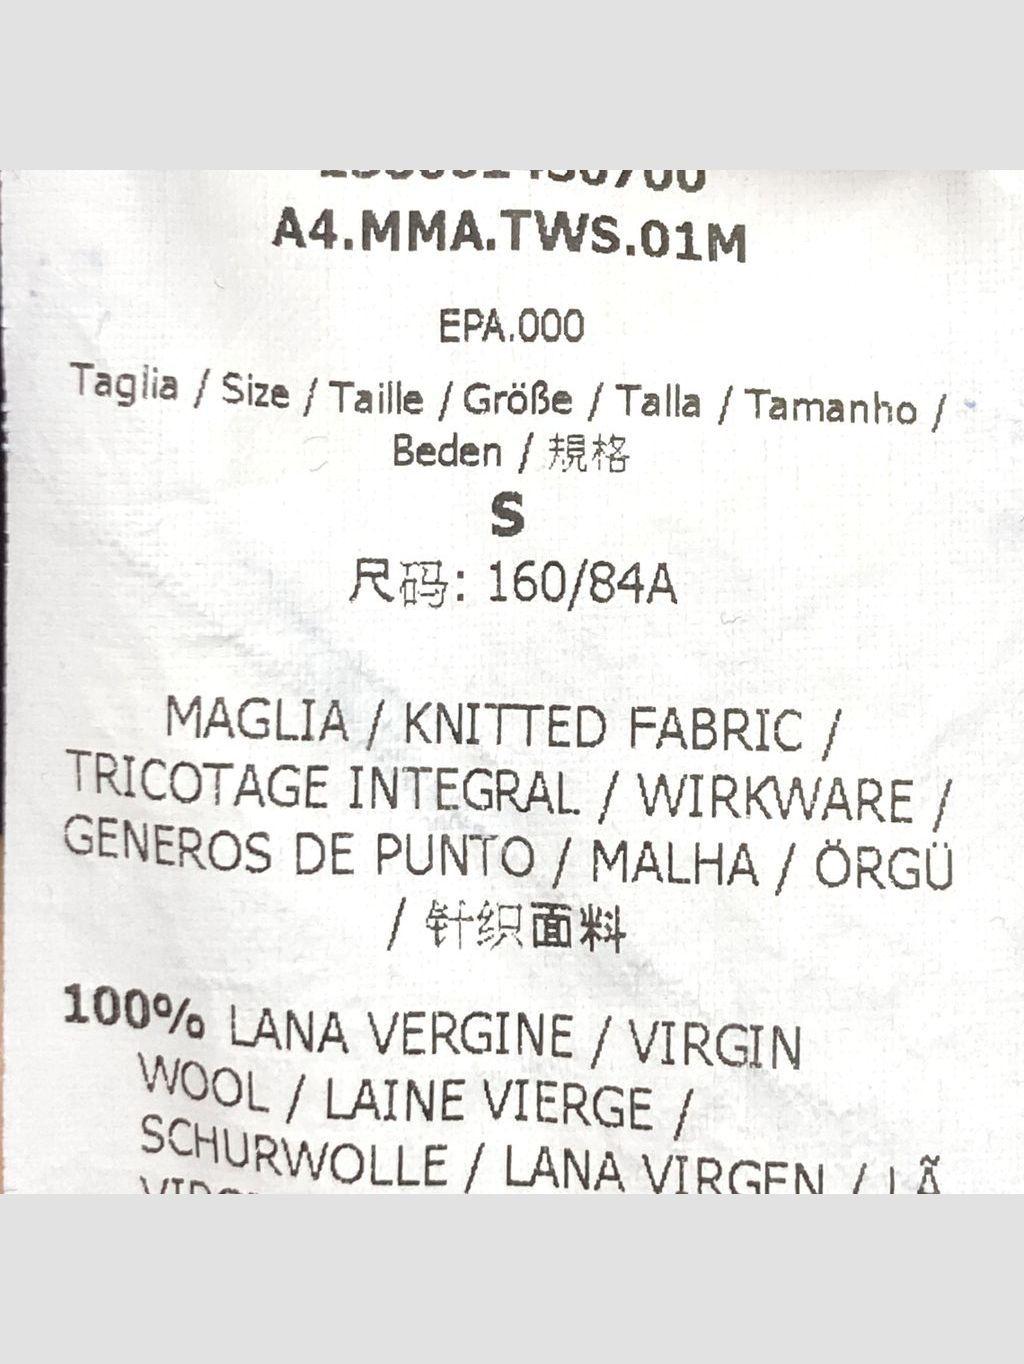 A4.MMA.TWS.01M
EPA.000
Taglia / Size / Taille / Größe / Talla / Tamanho /
Beden / 規格
S
尺码: 160/84A
MAGLIA / KNITTED FABRIC /
TRICOTAGE INTEGRAL / WIRKWARE /
GENEROS DE PUNTO / MALHA / ÖRGÜ
/ 针织面料
100% LANA VERGINE / VIRGIN
WOOL / LAINE VIERGE /
SCHURWOLLE / LANA VIRGEN / LÃ